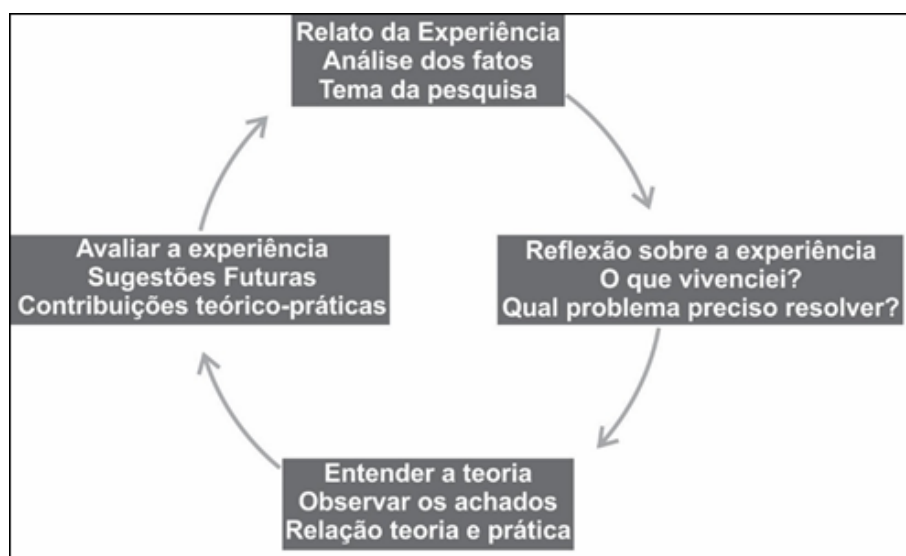 Relato da Experiência
Análise dos fatos
Tema da pesquisa
Reflexão sobre a experiência
O que vivenciei?
Qual problema preciso resolver?
Entender a teoria
Observar os achados
Relação teoria e prática
Avaliar a experiência
Sugestões Futuras
Contribuições teórico-práticas